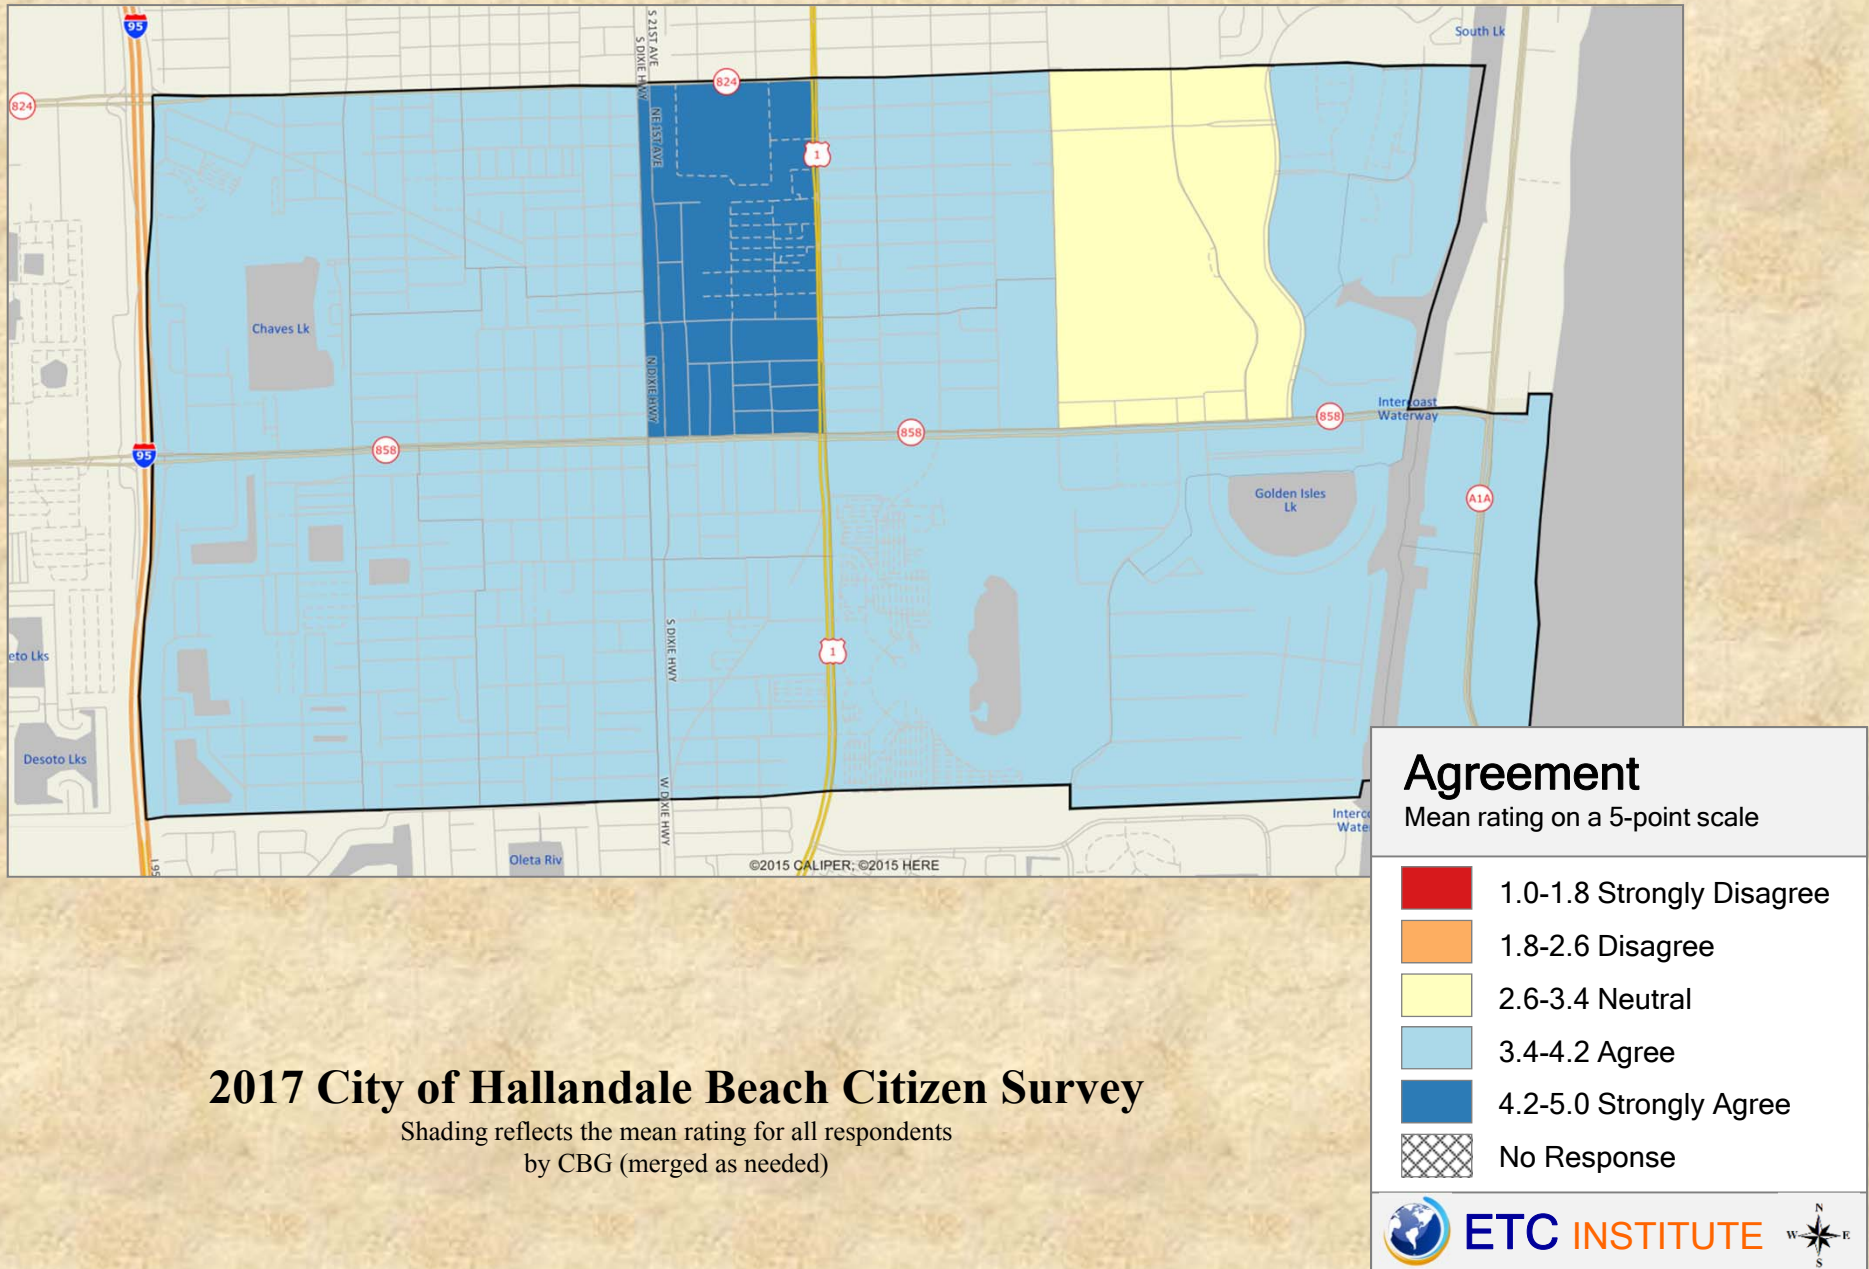 95
South Lk
S 21ST AVE
S DIXIE HWY
824
824
NE 1ST AVE
1
Chaves Lk
N DIXIE HWY
Intercoast
Waterway
858
858
858
95
Golden Isles
Lk
A1A
S DIXIE HWY
1
eto Lks
Desoto Lks
W DIXIE HWY
Interco
Wate
Oleta Riv
I 95
©2015 CALIPER; ©2015 HERE
Agreement
Mean rating on a 5-point scale
1.0-1.8 Strongly Disagree
1.8-2.6 Disagree
2.6-3.4 Neutral
3.4-4.2 Agree
4.2-5.0 Strongly Agree
No Response
2017 City of Hallandale Beach Citizen Survey
Shading reflects the mean rating for all respondents
by CBG (merged as needed)
ETC INSTITUTE
N
W E
S